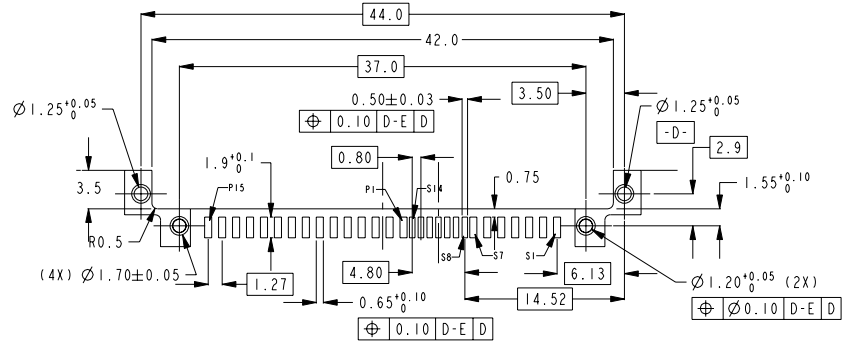 44.0
42.0
37.0
0.50±0.03
3.50
Ø1.25 +0.05 0
Ø1.25 +0.05 0
⌖ 0.10 D-E D
-D-
2.9
0.80
1.9 +0.1 0
3.5
P15
P1
S14
0.75
1.55 +0.10 0
R0.5
S8
S7
S1
(4X) Ø1.70±0.05
1.27
4.80
6.13
Ø1.20 +0.05 0 (2X)
0.65 +0.10 0
14.52
⌖ Ø0.10 D-E D
⌖ 0.10 D-E D